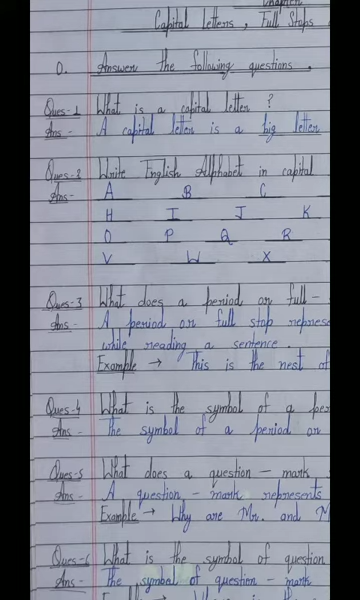 Chapter
Capital Letters, Full Stops
Q. Answer the following questions.
Ques-1 What is a capital letter ?
Ans - A capital letter is a big letter
Ques-2 Write English Alphabet in capital
Ans- A B C
H I J K
O P Q R
V W X
Ques-3 What does a period or full-
Ans- A period or full stop represe
while reading a sentence.
Example → This is the nest of
Ques-4 What is the symbol of a per
Ans- the symbol of a period or
Ques-5 What does a question - mark
Ans- A question - mark represents
Example → Why are Mr. and M
Ques-6 What is the symbol of question
Ans- the symbol of question - mark